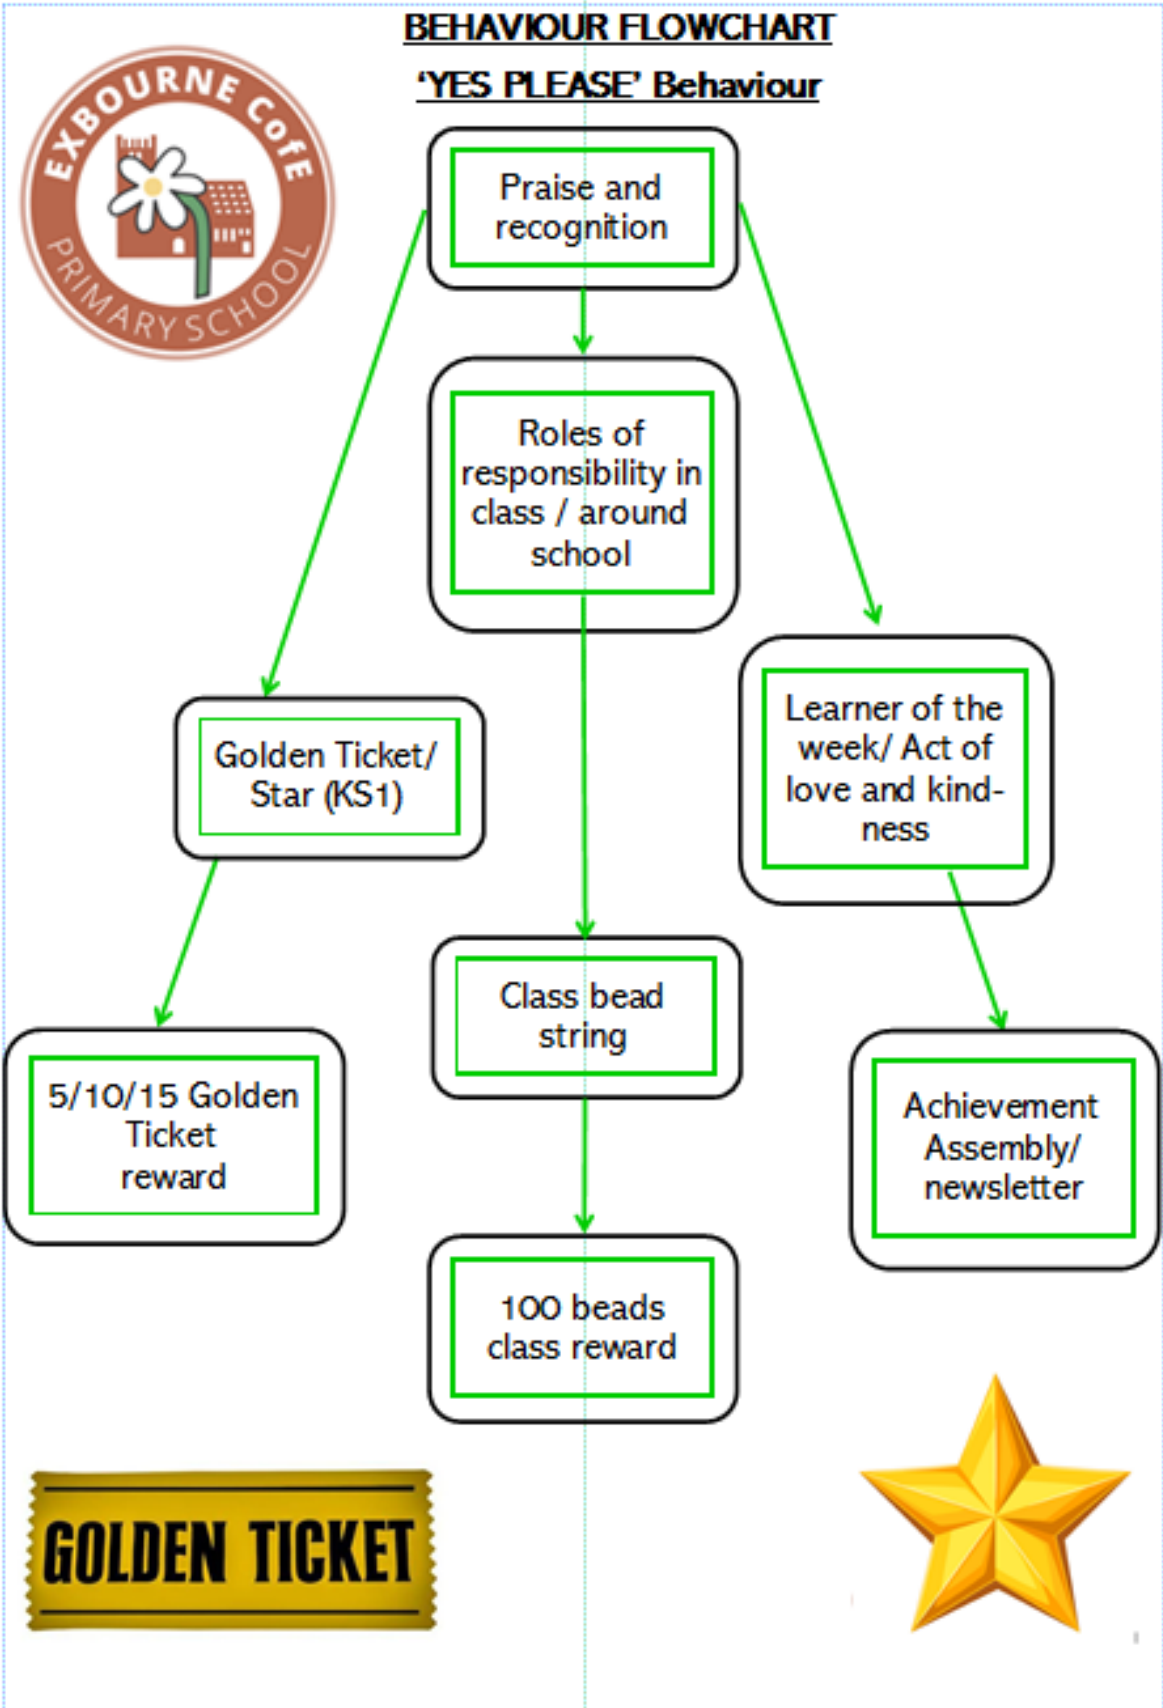 BEHAVIOUR FLOWCHART
‘YES PLEASE’ Behaviour
EXBOURNE CofE
PRIMARY SCHOOL
Praise and
recognition
Roles of
responsibility in
class / around
school
Golden Ticket/
Star (KS1)
Learner of the
week/ Act of
love and kind-
ness
Class bead
string
5/10/15 Golden
Ticket
reward
Achievement
Assembly/
newsletter
100 beads
class reward
GOLDEN TICKET